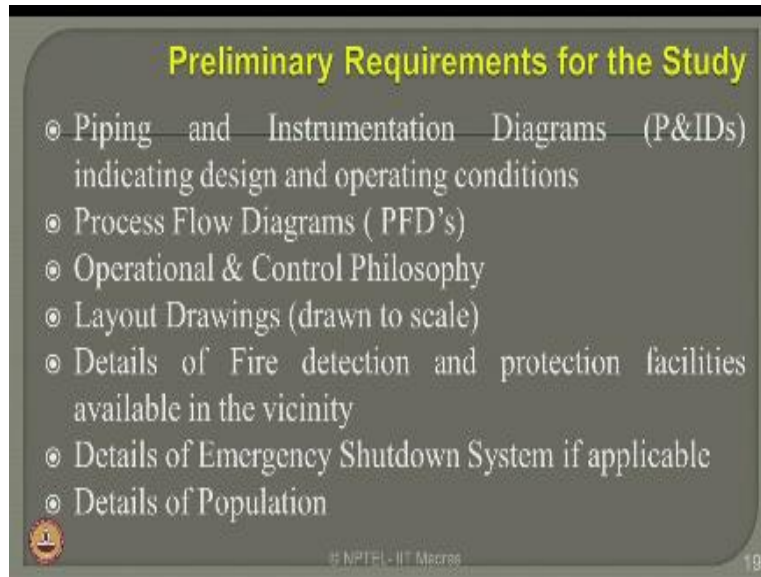 Preliminary Requirements for the Study
Piping and Instrumentation Diagrams (P&IDs)
indicating design and operating conditions
Process Flow Diagrams ( PFD's)
Operational & Control Philosophy
Layout Drawings (drawn to scale)
Details of Fire detection and protection facilities
available in the vicinity
Details of Emergency Shutdown System if applicable
Details of Population
© NPTEL - IIT Madras
19